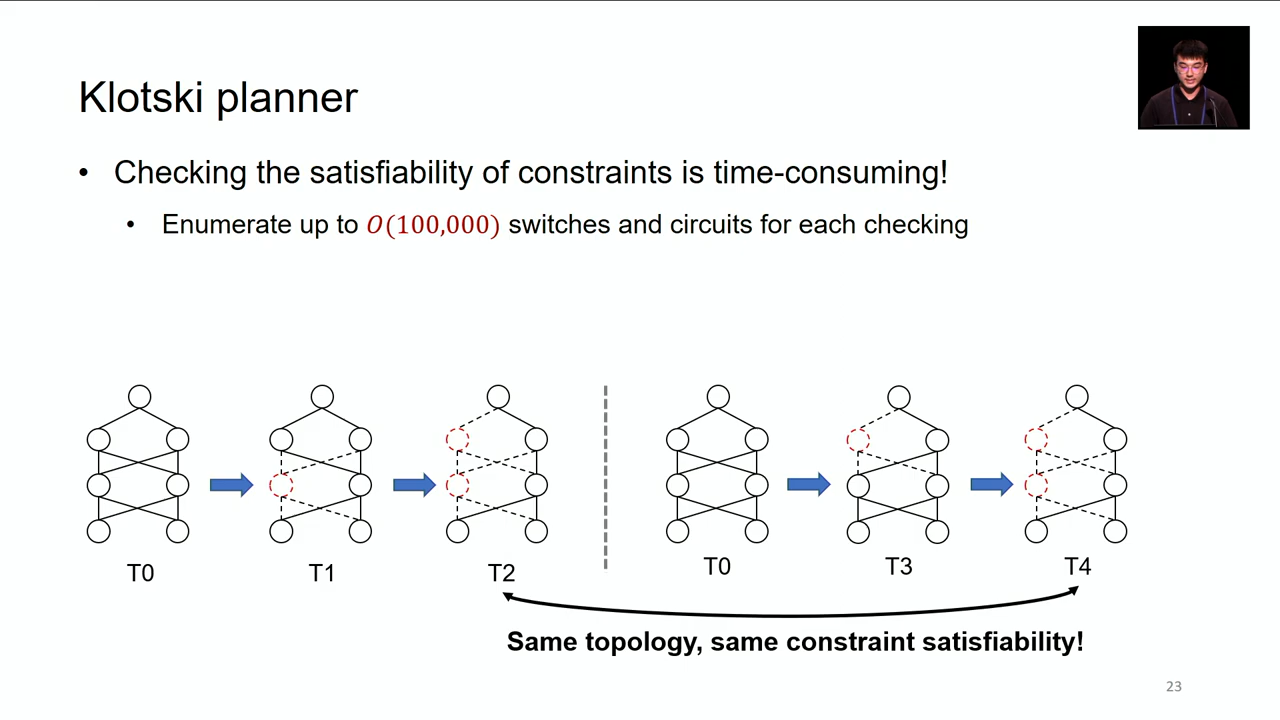 Klotski planner
• Checking the satisfiability of constraints is time-consuming!
• Enumerate up to O(100,000) switches and circuits for each checking
T0
T1
T2
T0
T3
T4
Same topology, same constraint satisfiability!
23